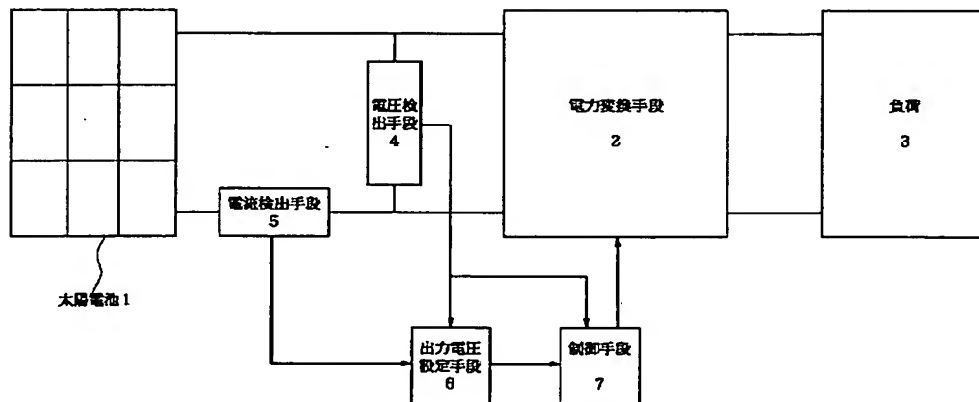 電圧検
出手段
4
電力変換手段
2
負荷
3
電流検出手段
5
太陽電池1
出力電圧
設定手段
6
制御手段
7